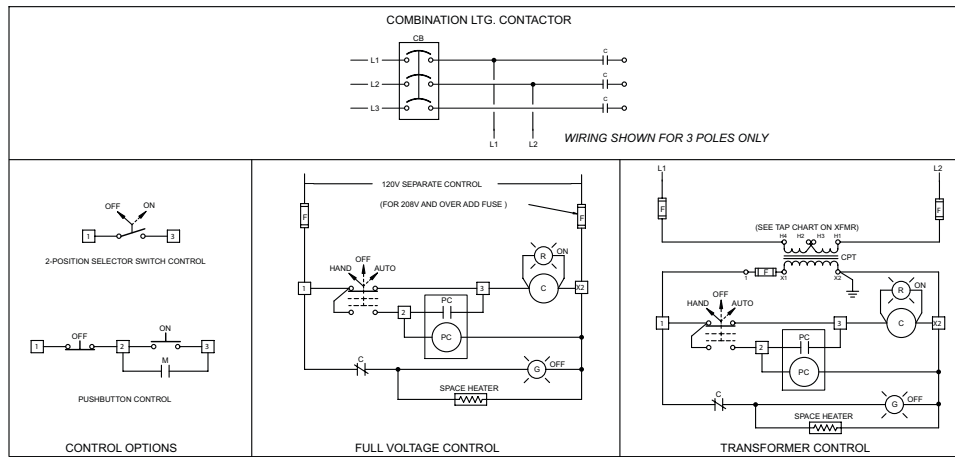 COMBINATION LTG. CONTACTOR
CB
C
L1
C
L2
C
L3
L1 L2
WIRING SHOWN FOR 3 POLES ONLY
OFF ON
1 3
2-POSITION SELECTOR SWITCH CONTROL
OFF ON
1 2 3
M
PUSHBUTTON CONTROL
CONTROL OPTIONS
120V SEPARATE CONTROL
(FOR 208V AND OVER ADD FUSE )
F F
R ON
OFF
HAND AUTO
1 3 C X2
PC
2
PC
C
G OFF
SPACE HEATER
FULL VOLTAGE CONTROL
L1 L2
F F
(SEE TAP CHART ON XFMR)
H4 H2 H3 H1
CPT
1 F X1 X2
R ON
OFF
HAND AUTO
1 3 C X2
PC
2
PC
C
G OFF
SPACE HEATER
TRANSFORMER CONTROL